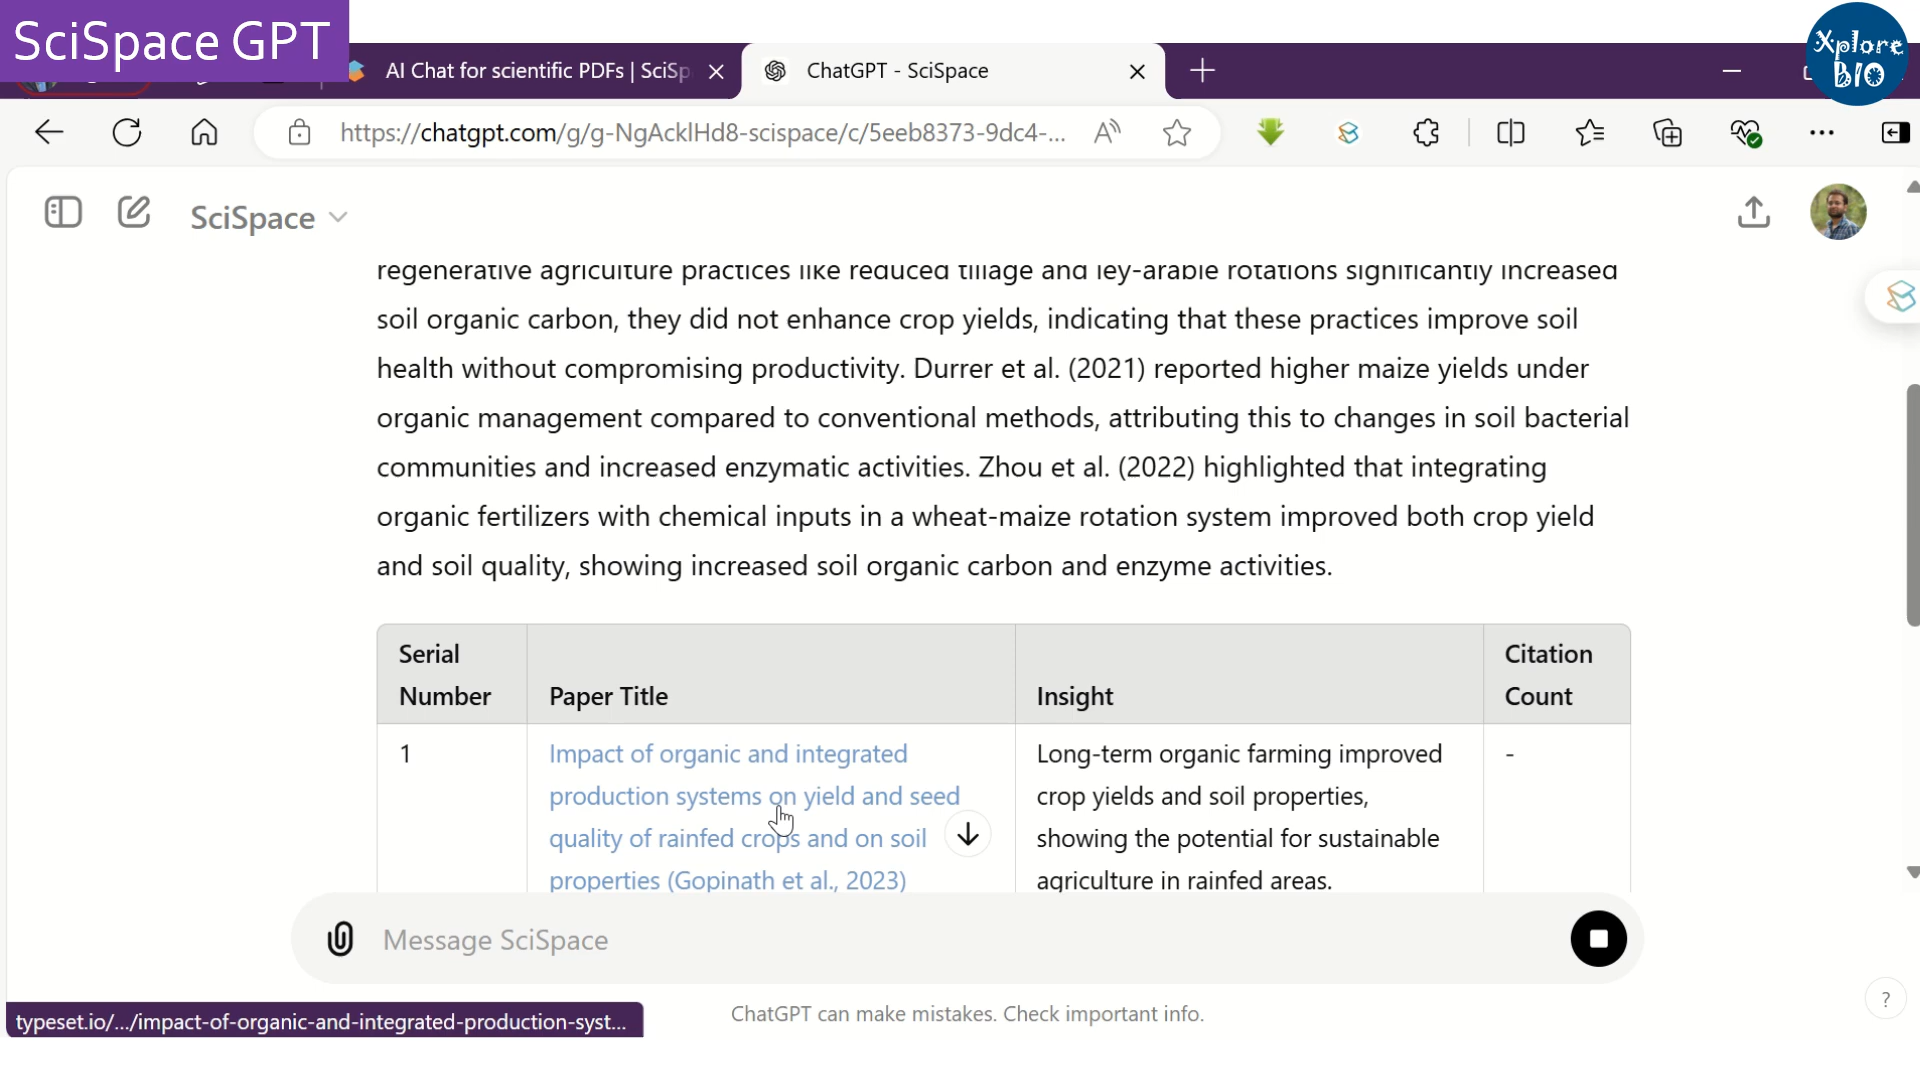 SciSpace GPT
Xplore
BIO
AI Chat for scientific PDFs | SciSp
ChatGPT - SciSpace
https://chatgpt.com/g/g-NgAcklHd8-scispace/c/5eeb8373-9dc4-...
SciSpace
regenerative agriculture practices like reduced tillage and ley-arable rotations significantly increased
soil organic carbon, they did not enhance crop yields, indicating that these practices improve soil
health without compromising productivity. Durrer et al. (2021) reported higher maize yields under
organic management compared to conventional methods, attributing this to changes in soil bacterial
communities and increased enzymatic activities. Zhou et al. (2022) highlighted that integrating
organic fertilizers with chemical inputs in a wheat-maize rotation system improved both crop yield
and soil quality, showing increased soil organic carbon and enzyme activities.
Serial
Number
Paper Title
Insight
Citation
Count
1
Impact of organic and integrated
production systems on yield and seed
quality of rainfed crops and on soil
properties (Gopinath et al., 2023)
Long-term organic farming improved
crop yields and soil properties,
showing the potential for sustainable
agriculture in rainfed areas.
-
Message SciSpace
ChatGPT can make mistakes. Check important info.
?
typeset.io/.../impact-of-organic-and-integrated-production-syst...